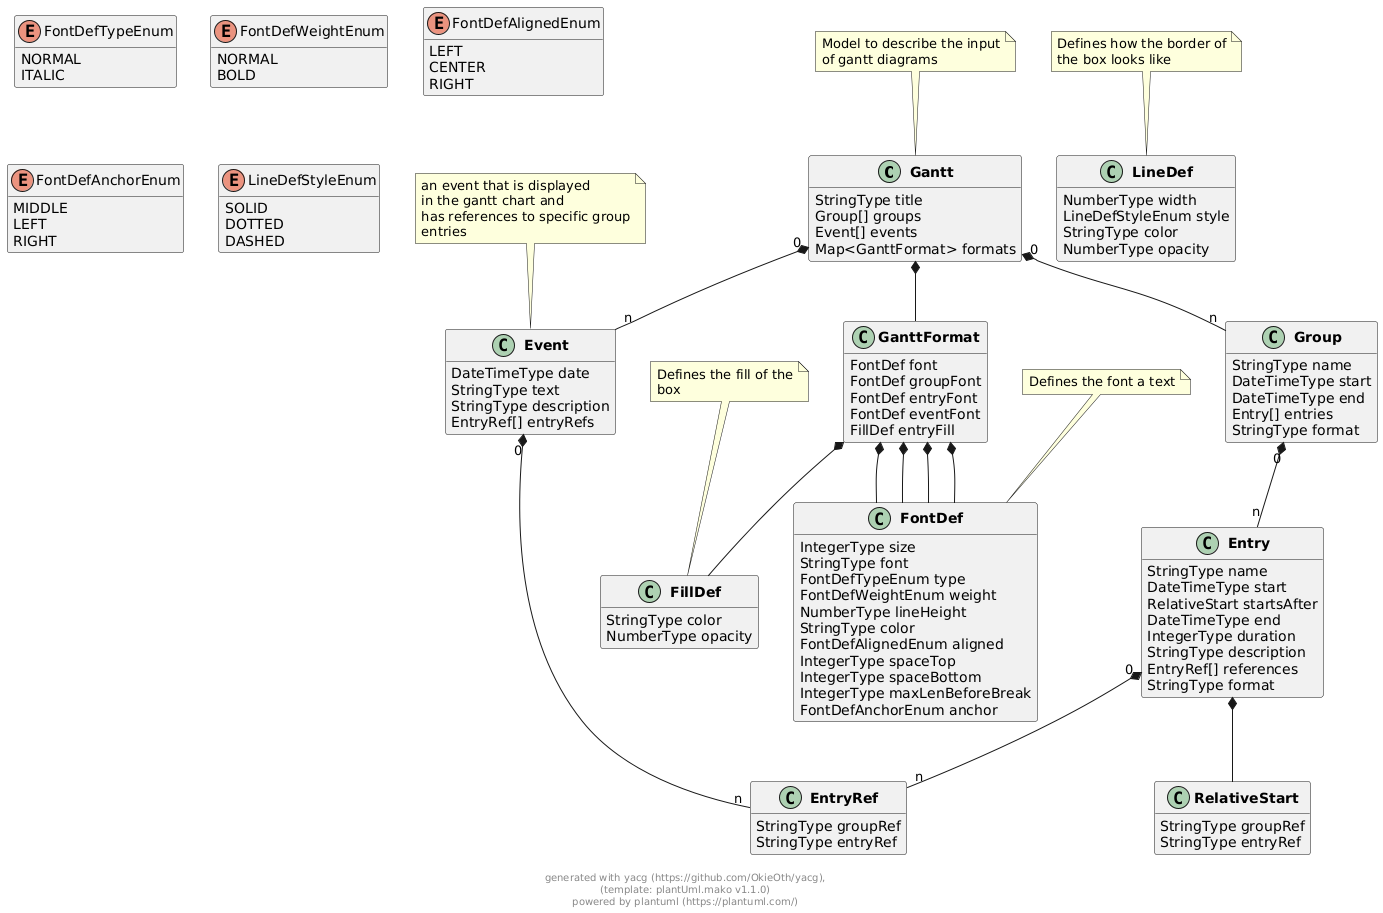 E FontDefTypeEnum
NORMAL
ITALIC
E FontDefWeightEnum
NORMAL
BOLD
E FontDefAlignedEnum
LEFT
CENTER
RIGHT
Model to describe the input
of gantt diagrams
Defines how the border of
the box looks like
E FontDefAnchorEnum
MIDDLE
LEFT
RIGHT
E LineDefStyleEnum
SOLID
DOTTED
DASHED
an event that is displayed
in the gantt chart and
has references to specific group
entries
C Gantt
StringType title
Group[] groups
Event[] events
Map<GanttFormat> formats
C LineDef
NumberType width
LineDefStyleEnum style
StringType color
NumberType opacity
0
0
n
n
C Event
DateTimeType date
StringType text
StringType description
EntryRef[] entryRefs
0
Defines the fill of the
box
C GanttFormat
FontDef font
FontDef groupFont
FontDef entryFont
FontDef eventFont
FillDef entryFill
Defines the font a text
C Group
StringType name
DateTimeType start
DateTimeType end
Entry[] entries
StringType format
0
n
C FillDef
StringType color
NumberType opacity
C FontDef
IntegerType size
StringType font
FontDefTypeEnum type
FontDefWeightEnum weight
NumberType lineHeight
StringType color
FontDefAlignedEnum aligned
IntegerType spaceTop
IntegerType spaceBottom
IntegerType maxLenBeforeBreak
FontDefAnchorEnum anchor
C Entry
StringType name
DateTimeType start
RelativeStart startsAfter
DateTimeType end
IntegerType duration
StringType description
EntryRef[] references
StringType format
0
n
n
C EntryRef
StringType groupRef
StringType entryRef
C RelativeStart
StringType groupRef
StringType entryRef
generated with yacg (https://github.com/OkieOth/yacg),
(template: plantUml.mako v1.1.0)
powered by plantuml (https://plantuml.com/)